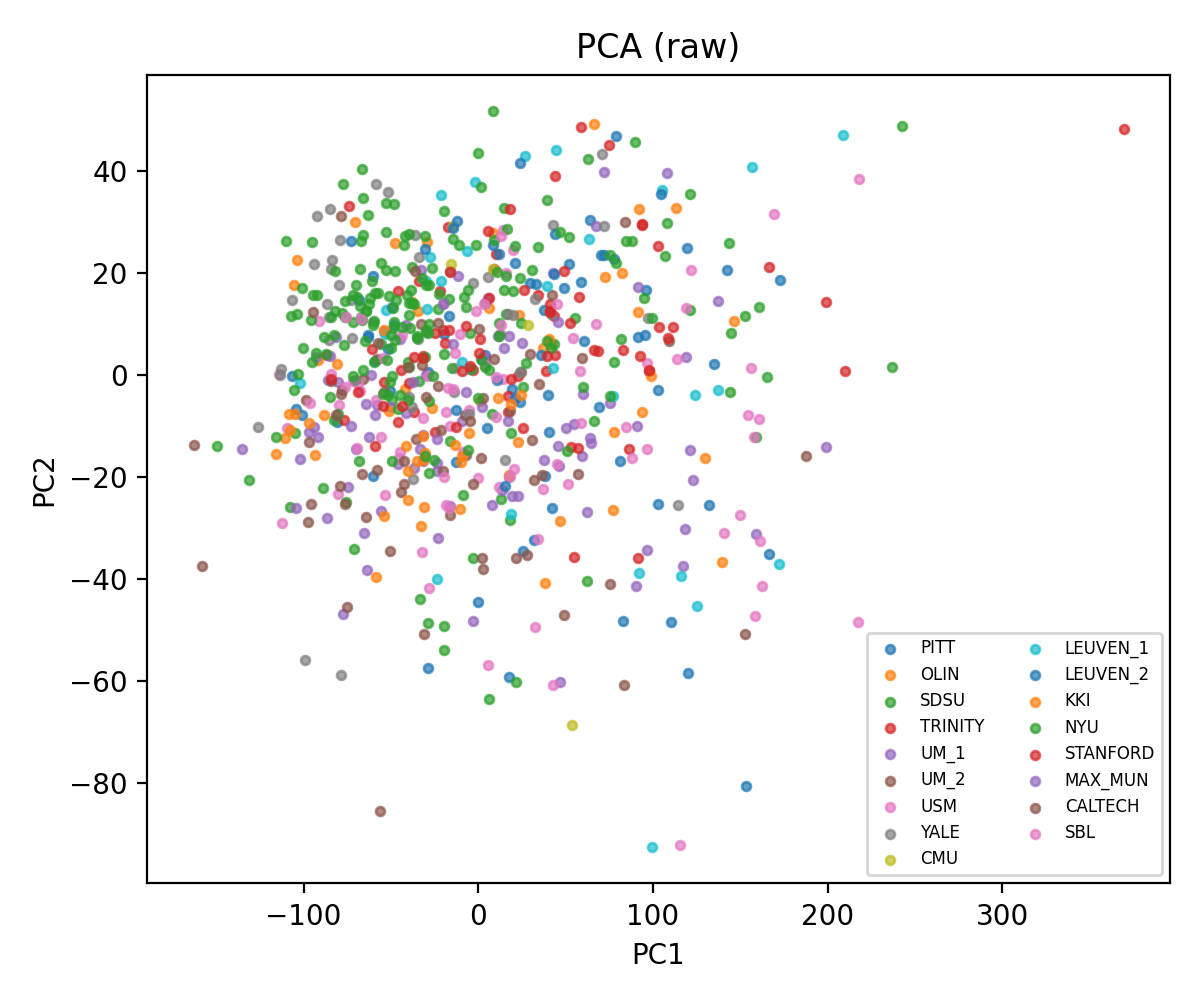 PCA (raw)
PC2
40
20
0
−20
−40
−60
−80
−100
0
100
200
300
PC1
PITT
OLIN
SDSU
TRINITY
UM_1
UM_2
USM
YALE
CMU
LEUVEN_1
LEUVEN_2
KKI
NYU
STANFORD
MAX_MUN
CALTECH
SBL